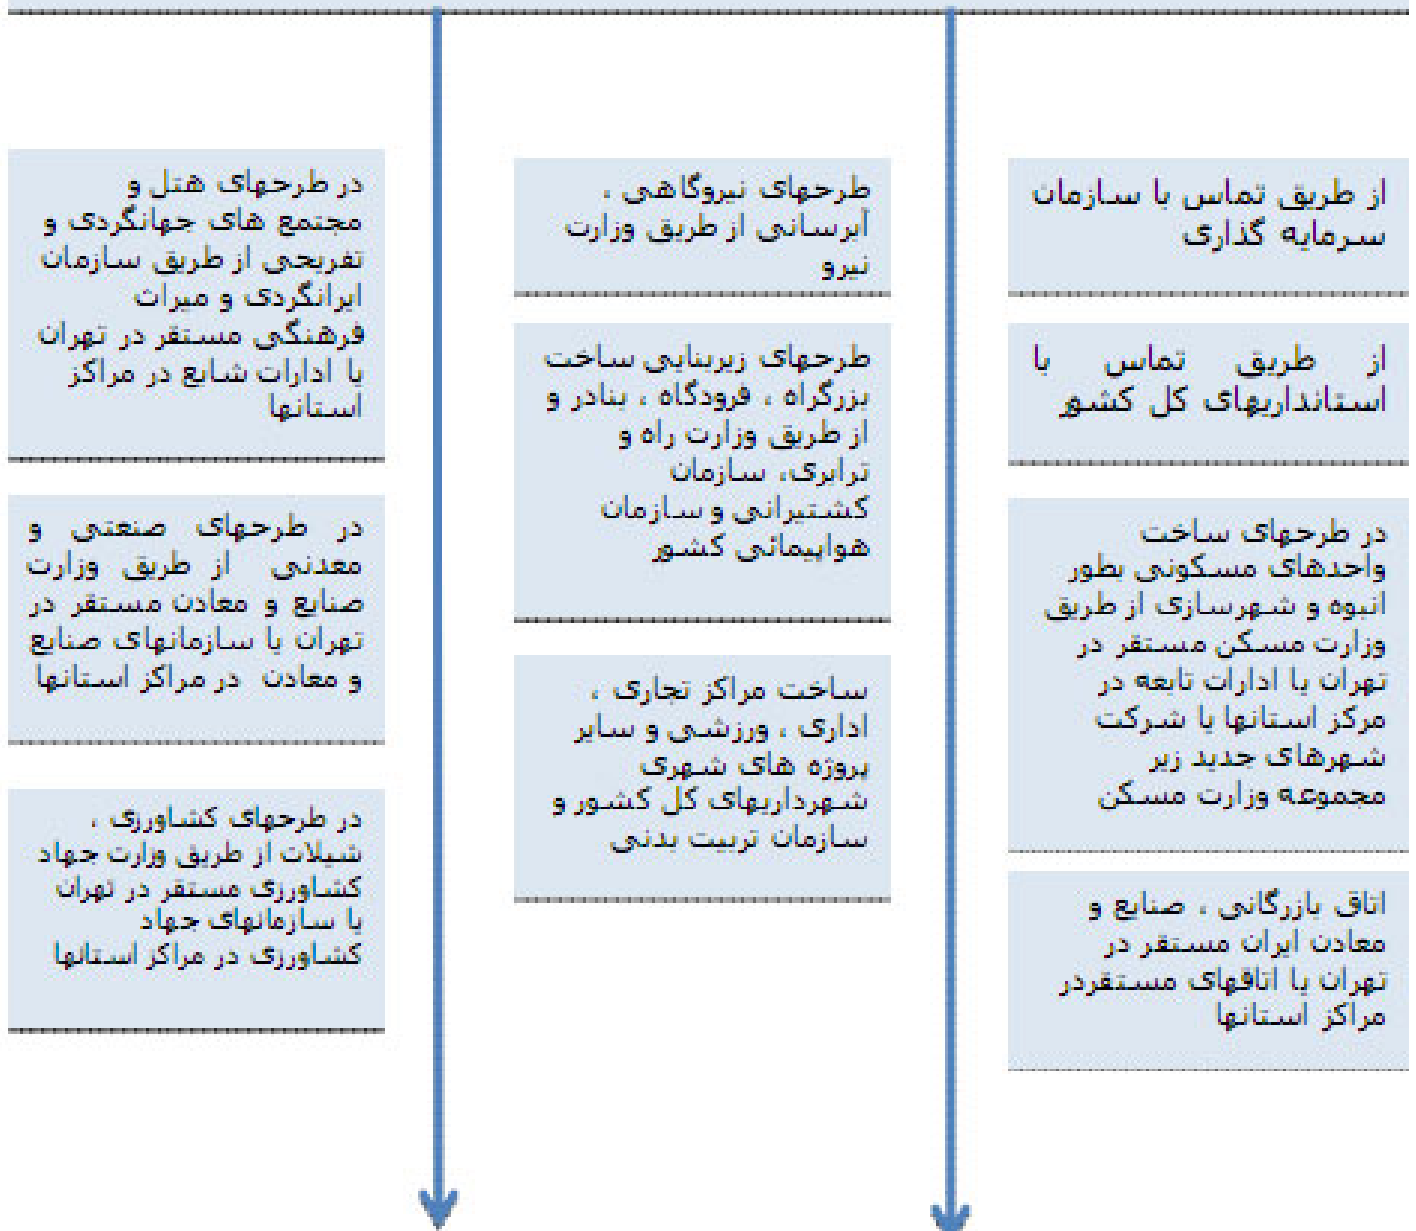 از طریق تماس با سازمان
سرمایه گذاری
از طریق تماس با
استانداریهای کل کشور
در طرحهای ساخت
واحدهای مسکونی بطور
انبوه و شهرسازی از طریق
وزارت مسکن مستقر در
تهران یا ادارات تابعه در
مرکز استانها یا شرکت
شهرهای جدید زیر
مجموعه وزارت مسکن
اتاق بازرگانی ، صنایع و
معادن ایران مستقر در
تهران یا اتاقهای مستقردر
مراکز استانها
طرحهای نیروگاهی ،
آبرسانی از طریق وزارت
نیرو
طرحهای زیربنایی ساخت
بزرگراه ، فرودگاه ، بنادر و
از طریق وزارت راه و
ترابری، سازمان
کشتیرانی و سازمان
هواپیمائی کشور
ساخت مراکز تجاری ،
اداری ، ورزشی و سایر
پروژه های شهری
شهرداریهای کل کشور و
سازمان تربیت بدنی
در طرحهای هتل و
مجتمع های جهانگردی و
تفریحی از طریق سازمان
ایرانگردی و میراث
فرهنگی مستقر در تهران
یا ادارات شایع در مراکز
استانها
در طرحهای صنعتی و
معدنی از طریق وزارت
صنایع و معادن مستقر در
تهران یا سازمانهای صنایع
و معادن در مراکز استانها
در طرحهای کشاورزی ،
شیلات از طریق وزارت جهاد
کشاورزی مستقر در تهران
یا سازمانهای جهاد
کشاورزی در مراکز استانها